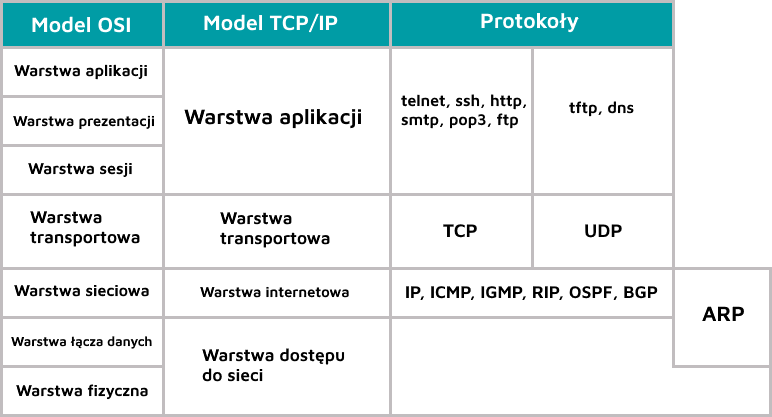 Model OSI
Model TCP/IP
Protokoły
Warstwa aplikacji
Warstwa prezentacji
Warstwa sesji
Warstwa aplikacji
telnet, ssh, http,
smtp, pop3, ftp
tftp, dns
Warstwa
transportowa
Warstwa
transportowa
TCP
UDP
Warstwa sieciowa
Warstwa internetowa
IP, ICMP, IGMP, RIP, OSPF, BGP
ARP
Warstwa łącza danych
Warstwa fizyczna
Warstwa dostępu
do sieci